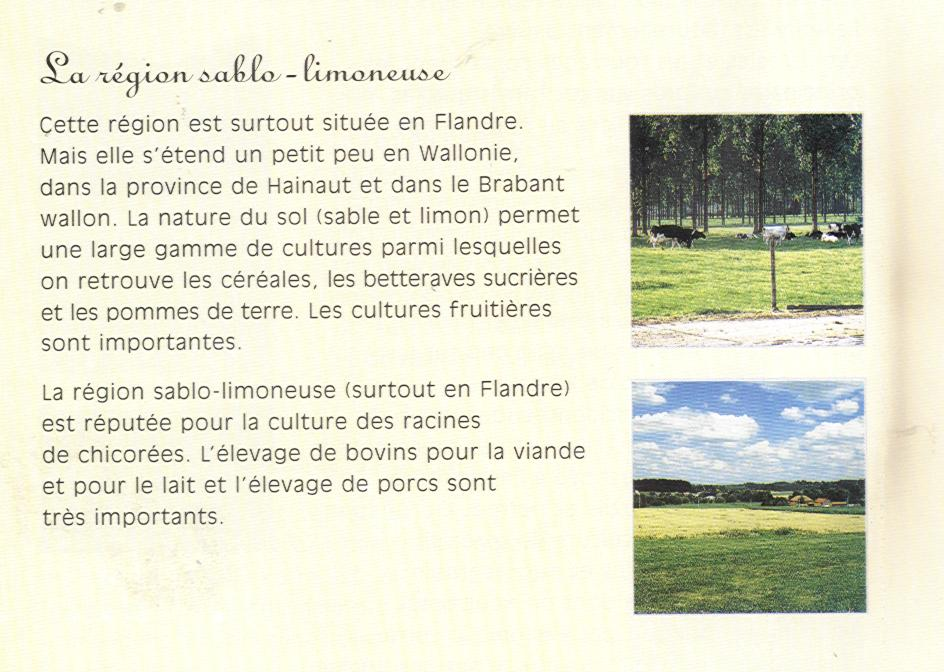 La région sablo-limoneuse
Cette région est surtout située en Flandre.
Mais elle s'étend un petit peu en Wallonie,
dans la province de Hainaut et dans le Brabant
wallon. La nature du sol (sable et limon) permet
une large gamme de cultures parmi lesquelles
on retrouve les céréales, les betteraves sucrières
et les pommes de terre. Les cultures fruitières
sont importantes.
La région sablo-limoneuse (surtout en Flandre)
est réputée pour la culture des racines
de chicorées. L'élevage de bovins pour la viande
et pour le lait et l'élevage de porcs sont
très importants.